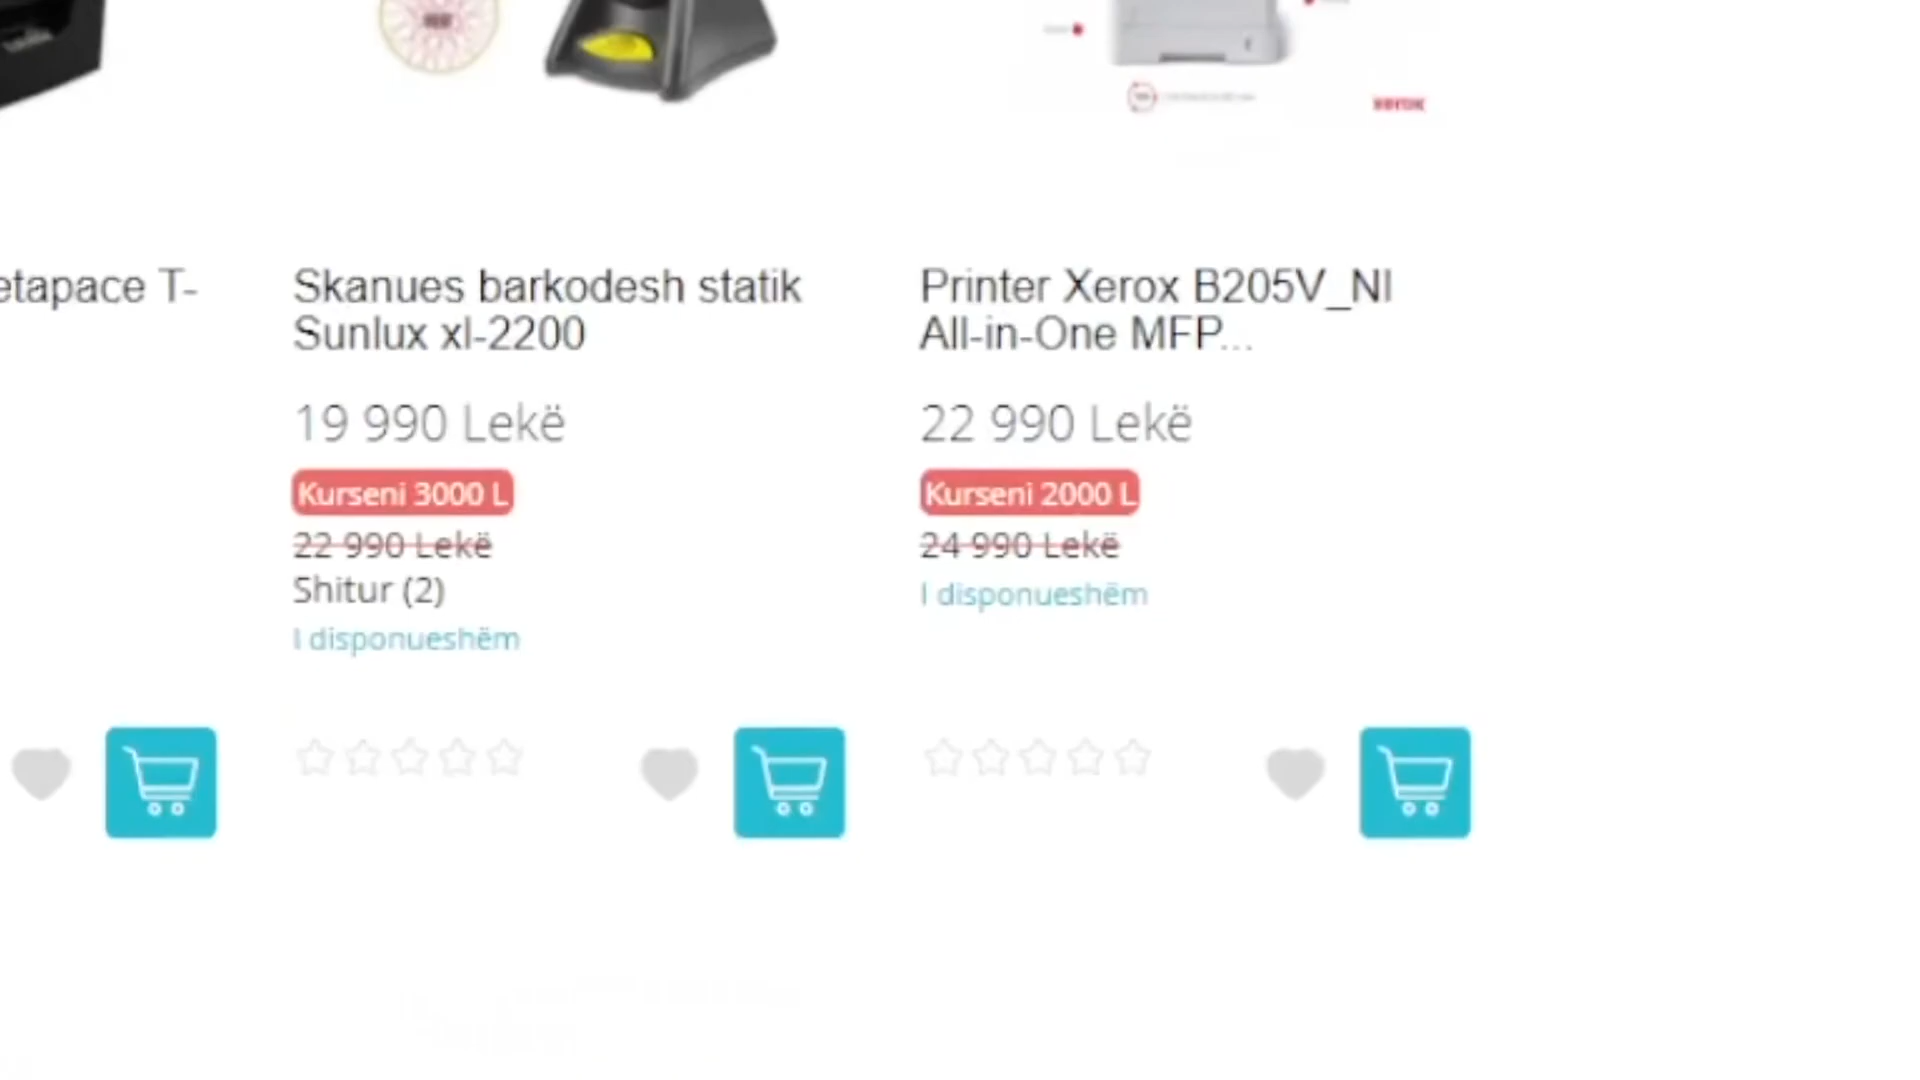 xerox
etapace T-
Skanues barkodesh statik
Sunlux xl-2200
19 990 Lekë
Kurseni 3000 L
22 990 Lekë
Shitur (2)
I disponueshëm
Printer Xerox B205V_NI
All-in-One MFP...
22 990 Lekë
Kurseni 2000 L
24 990 Lekë
I disponueshëm